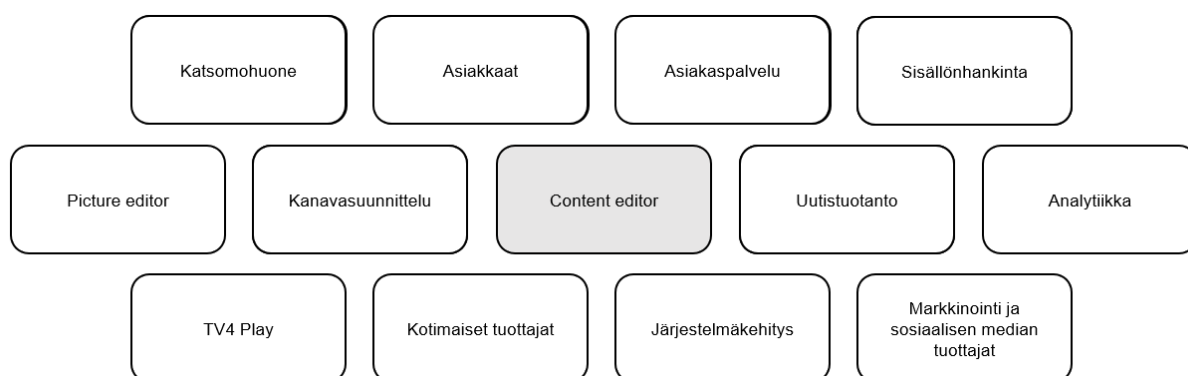 Katsomohuone
Asiakkaat
Asiakaspalvelu
Sisällönhankinta
Picture editor
Kanavasuunnittelu
Content editor
Uutistuotanto
Analytiikka
TV4 Play
Kotimaiset tuottajat
Järjestelmäkehitys
Markkinointi ja
sosiaalisen median
tuottajat